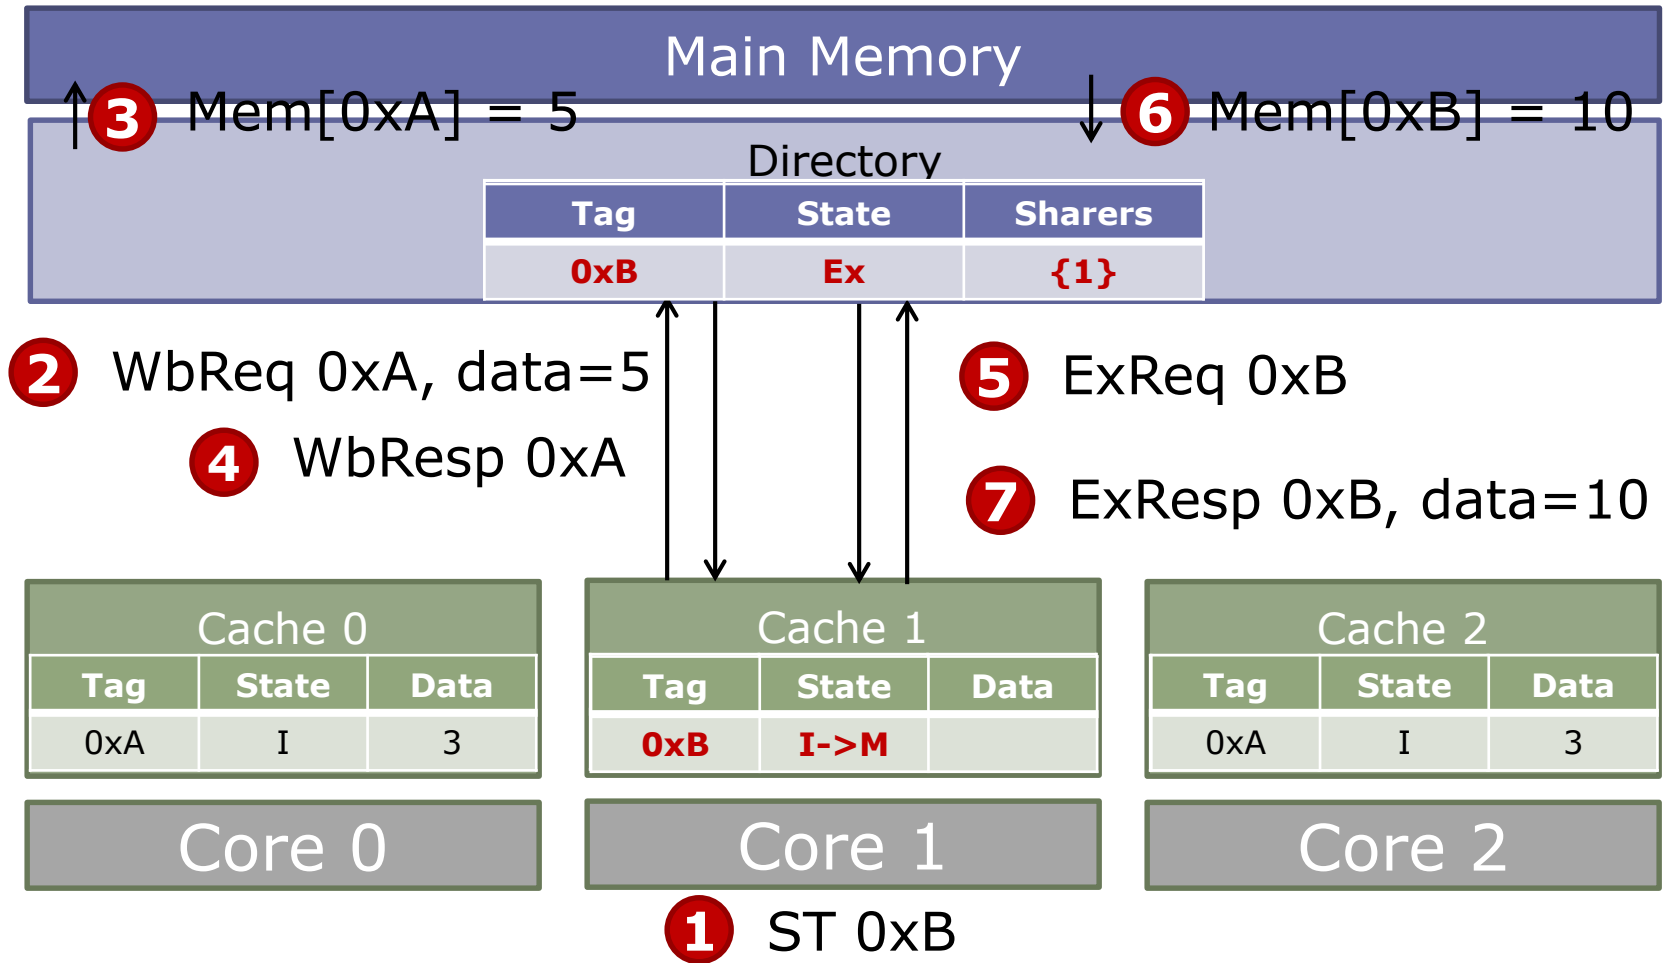 Main Memory
3 Mem[0xA] = 5
6 Mem[0xB] = 10
Directory
Tag State Sharers
0xB Ex {1}
2 WbReq 0xA, data=5
5 ExReq 0xB
4 WbResp 0xA
7 ExResp 0xB, data=10
Cache 0
Tag State Data
0xA I 3
Core 0
Cache 1
Tag State Data
0xB I->M
Core 1
Cache 2
Tag State Data
0xA I 3
Core 2
1 ST 0xB